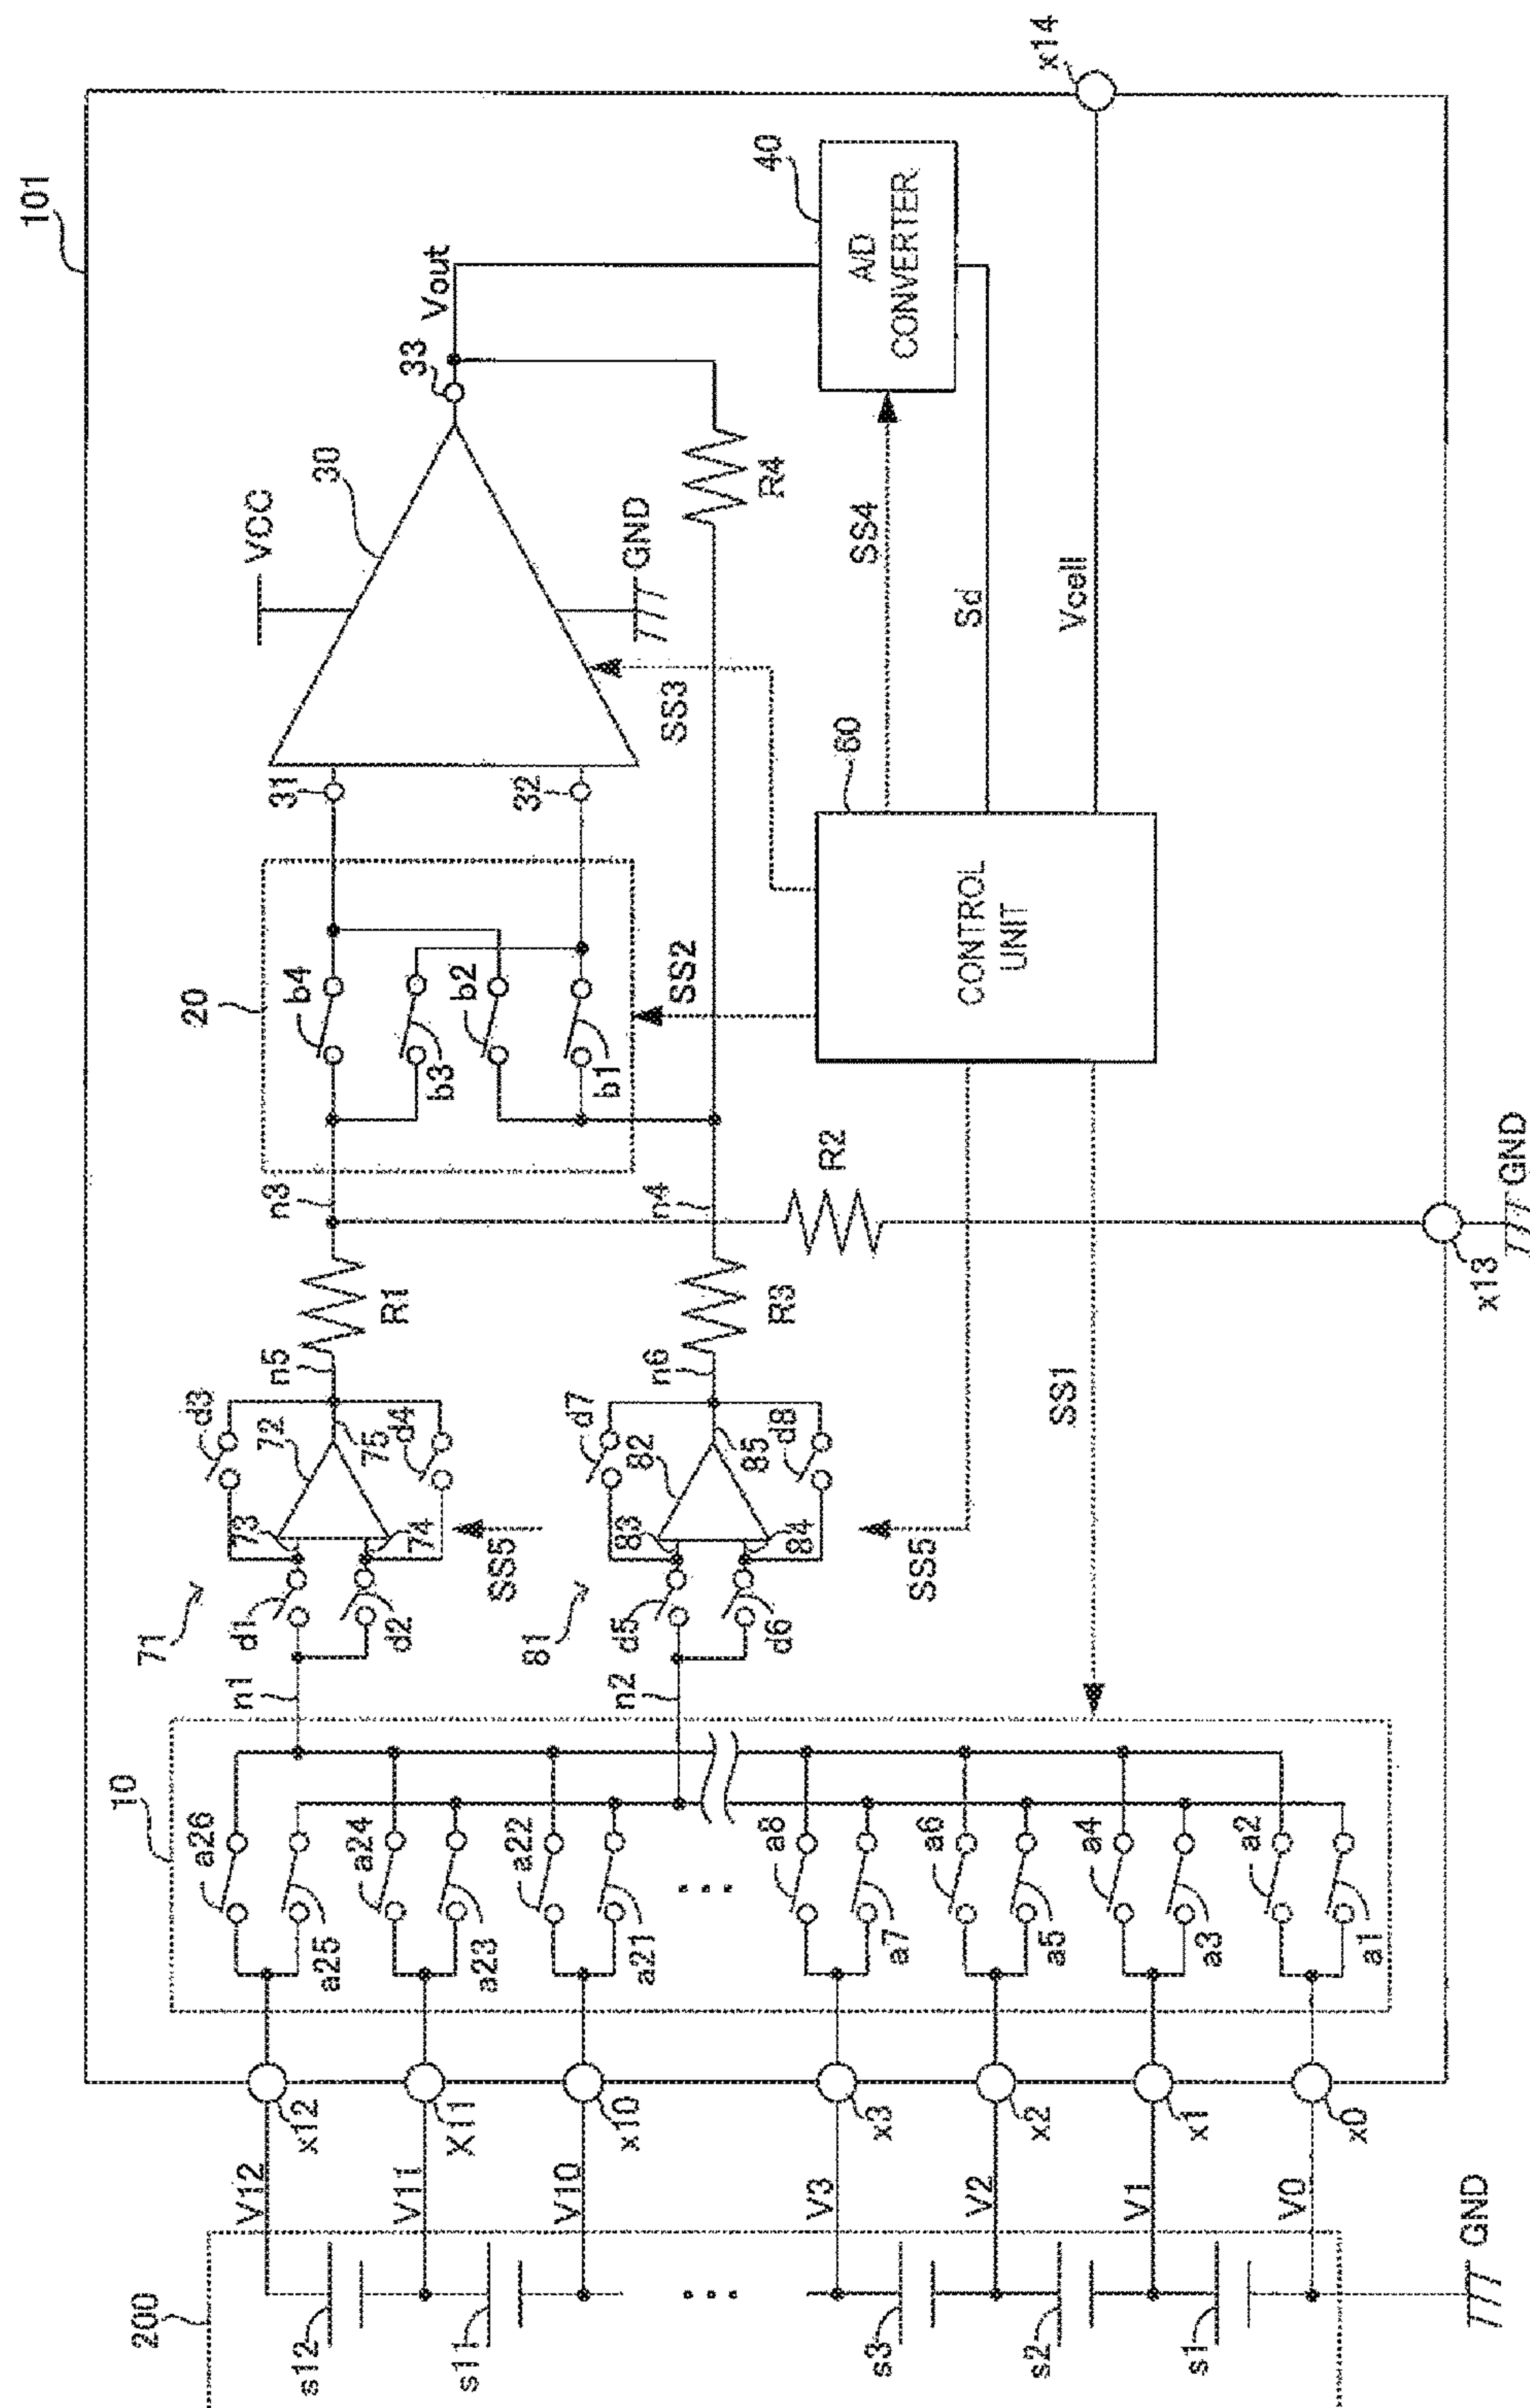 101
200
s12
s11
s3
s2
s1
GND
V12
V11
V10
V3
V2
V1
V0
x12
X11
x10
x3
x2
x1
x0
10
a26
a25
a24
a23
a22
a21
a8
a7
a6
a5
a4
a3
a2
a1
n1
n2
71
d1
d2
73
74
72
75
d3
d4
SS5
81
d5
d6
83
84
82
85
d7
d8
SS5
n5
R1
n6
R3
n3
n4
R2
SS1
x13
GND
20
b4
b3
b2
b1
SS2
31
32
30
33
VCC
GND
SS3
R4
Vout
60
CONTROL
UNIT
SS4
Sd
Vcell
40
A/D
CONVERTER
x14